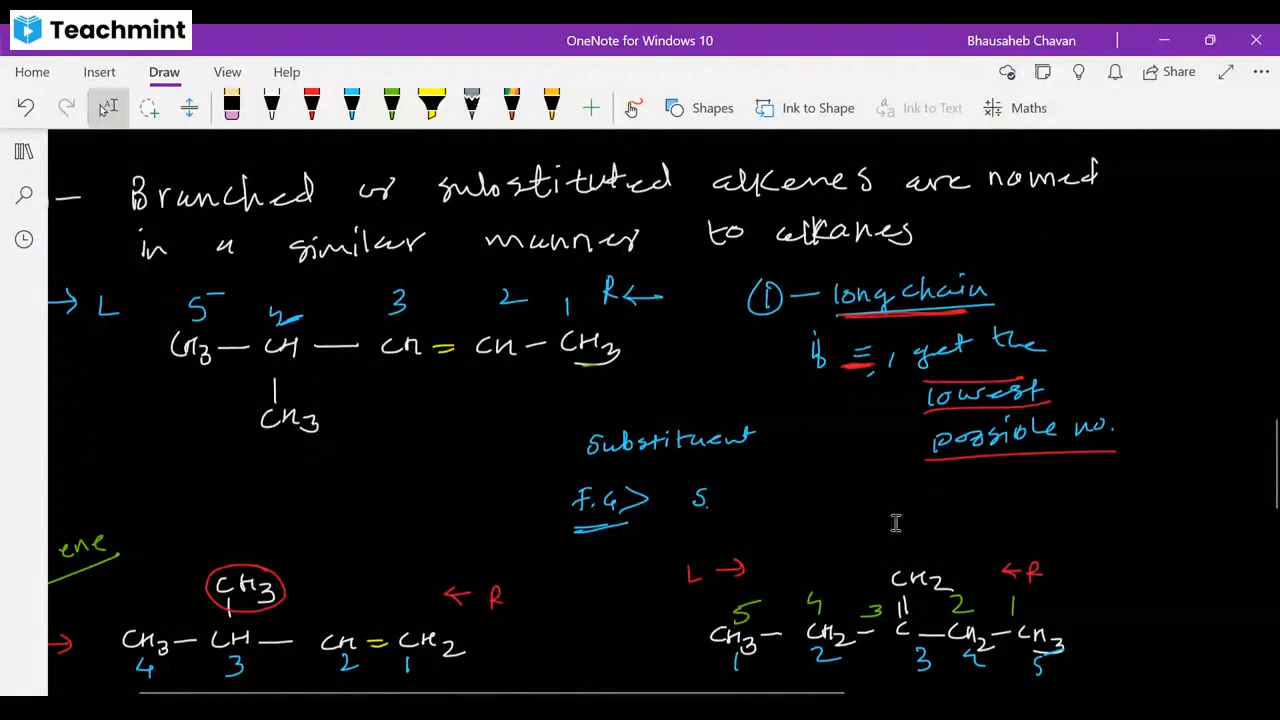 Teachmint
OneNote for Windows 10
Bhausaheb Chavan
Home Insert Draw View Help
Share
Shapes
Ink to Shape
Ink to Text
Maths
- Branched or substituted alkenes are named
in a similar manner to alkanes
→ L 5 4 3 2 1 R ←
CH3 — CH — CH = CH — CH3
|
CH3
① — long chain
if =, get the
lowest
possible no.
Substituent
F.G > S.
ene
CH3
|
→ CH3 — CH — CH = CH2 ← R
4 3 2 1
L → ← R
CH2
5 4 3 || 2 1
CH3 — CH2 — C — CH2 — CH3
1 2 3 4 5